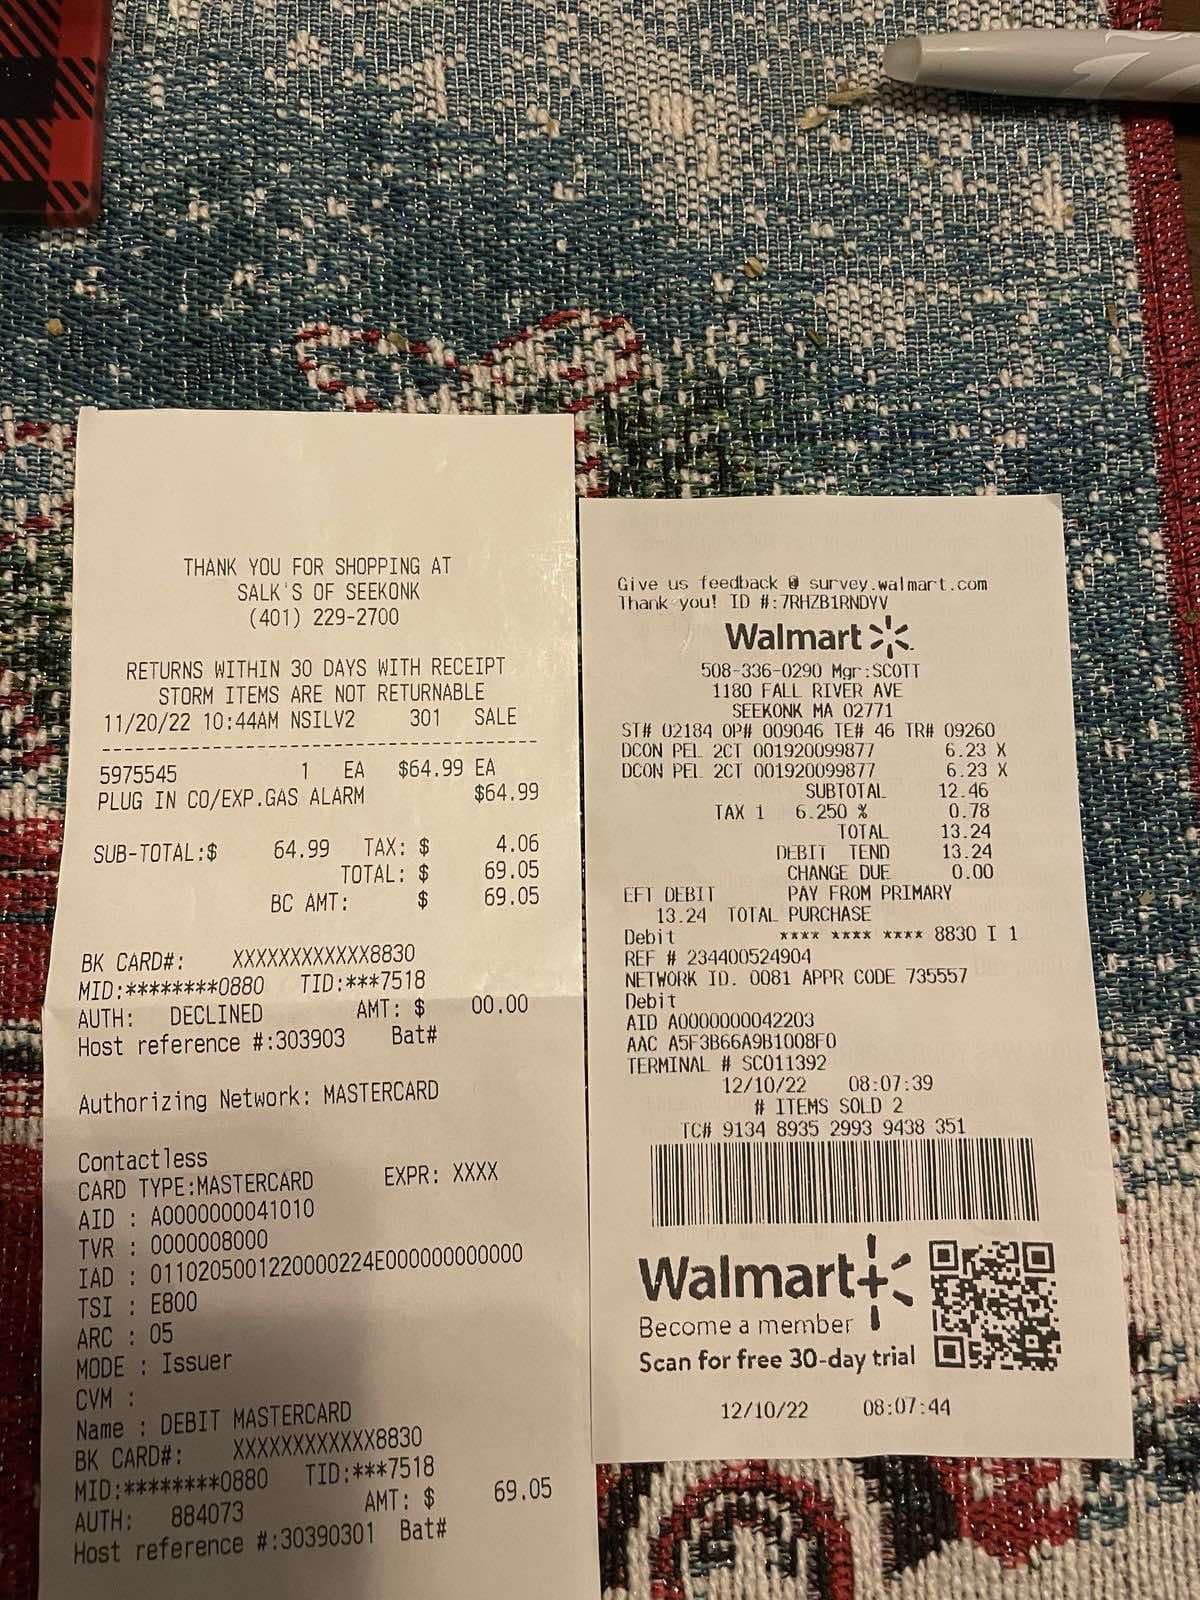 THANK YOU FOR SHOPPING AT
SALK'S OF SEEKONK
(401) 229-2700
RETURNS WITHIN 30 DAYS WITH RECEIPT
STORM ITEMS ARE NOT RETURNABLE
11/20/22 10:44AM NSILV2 301 SALE
----------------------------------------
5975545 1 EA $64.99 EA
PLUG IN CO/EXP.GAS ALARM $64.99
SUB-TOTAL:$ 64.99 TAX: $ 4.06
TOTAL: $ 69.05
BC AMT: $ 69.05
BK CARD#: XXXXXXXXXXXX8830
MID:********0880 TID:***7518
AUTH: DECLINED AMT: $ 00.00
Host reference #:303903 Bat#
Authorizing Network: MASTERCARD
Contactless
CARD TYPE:MASTERCARD EXPR: XXXX
AID : A0000000041010
TVR : 0000008000
IAD : 0110205001220000224E000000000000
TSI : E800
ARC : 05
MODE : Issuer
CVM :
Name : DEBIT MASTERCARD
BK CARD#: XXXXXXXXXXXX8830
MID:********0880 TID:***7518
AUTH: 884073 AMT: $ 69.05
Host reference #:30390301 Bat#
Give us feedback @ survey.walmart.com
Thank you! ID #:7RHZB1RNDYV
Walmart
508-336-0290 Mgr:SCOTT
1180 FALL RIVER AVE
SEEKONK MA 02771
ST# 02184 OP# 009046 TE# 46 TR# 09260
DCON PEL 2CT 001920099877 6.23 X
DCON PEL 2CT 001920099877 6.23 X
SUBTOTAL 12.46
TAX 1 6.250 % 0.78
TOTAL 13.24
DEBIT TEND 13.24
CHANGE DUE 0.00
EFT DEBIT PAY FROM PRIMARY
13.24 TOTAL PURCHASE
Debit **** **** **** 8830 I 1
REF # 234400524904
NETWORK ID. 0081 APPR CODE 735557
Debit
AID A0000000042203
AAC A5F3B66A9B1008F0
TERMINAL # SC011392
12/10/22 08:07:39
# ITEMS SOLD 2
TC# 9134 8935 2993 9438 351
Walmart+
Become a member
Scan for free 30-day trial
12/10/22 08:07:44